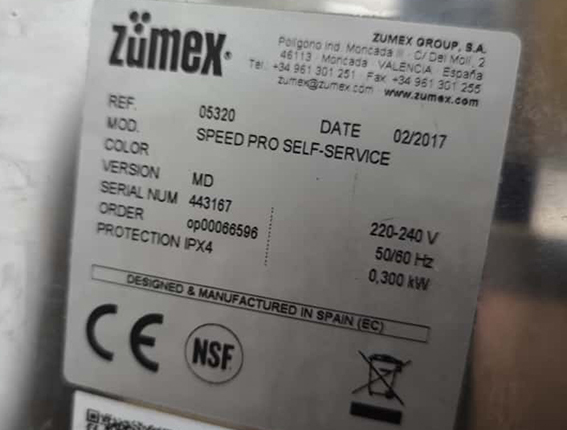 zümex
ZUMEX GROUP, S.A.
Polígono Ind. Moncada III · C/ Del Molí, 2
46113 · Moncada VALENCIA España
Tel. +34 961 301 251 Fax +34 961 301 255
zumex@zumex.com www.zumex.com
REF. 05320 DATE 02/2017
MOD. SPEED PRO SELF-SERVICE
COLOR
VERSION MD
SERIAL NUM 443167 220-240 V
ORDER op00066596 50/60 Hz
PROTECTION IPX4 0,300 kW
DESIGNED & MANUFACTURED IN SPAIN (EC)
CE NSF